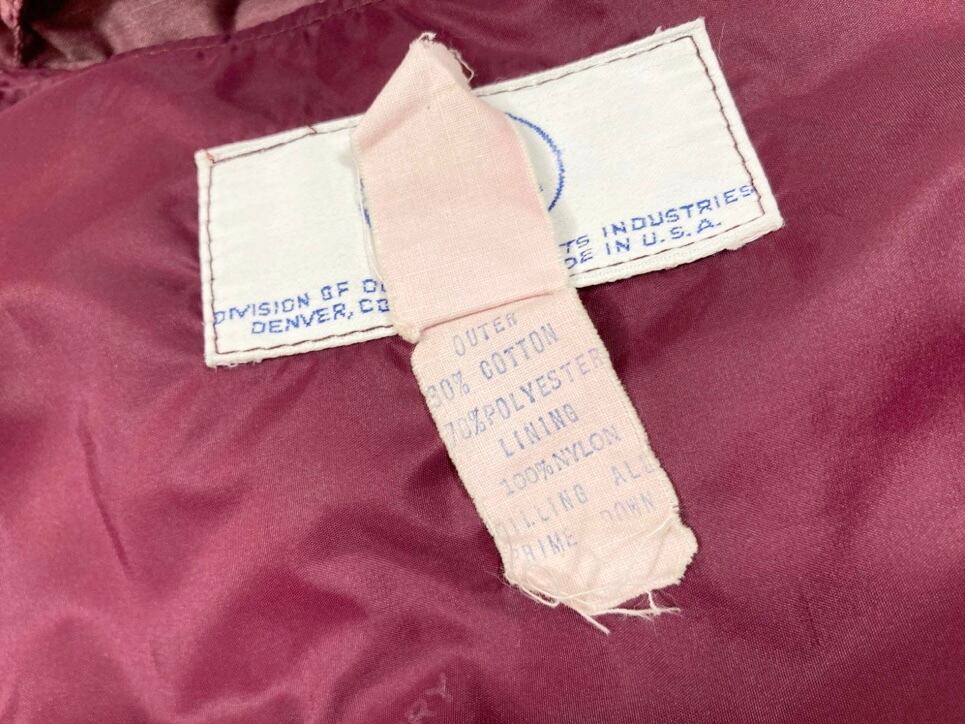 TS INDUSTRIES
DIVISION OF
DE IN U.S.A.
DENVER, CO
OUTER
30% COTTON
70% POLYESTER
LINING
100% NYLON
ALL
PRIME DOWN